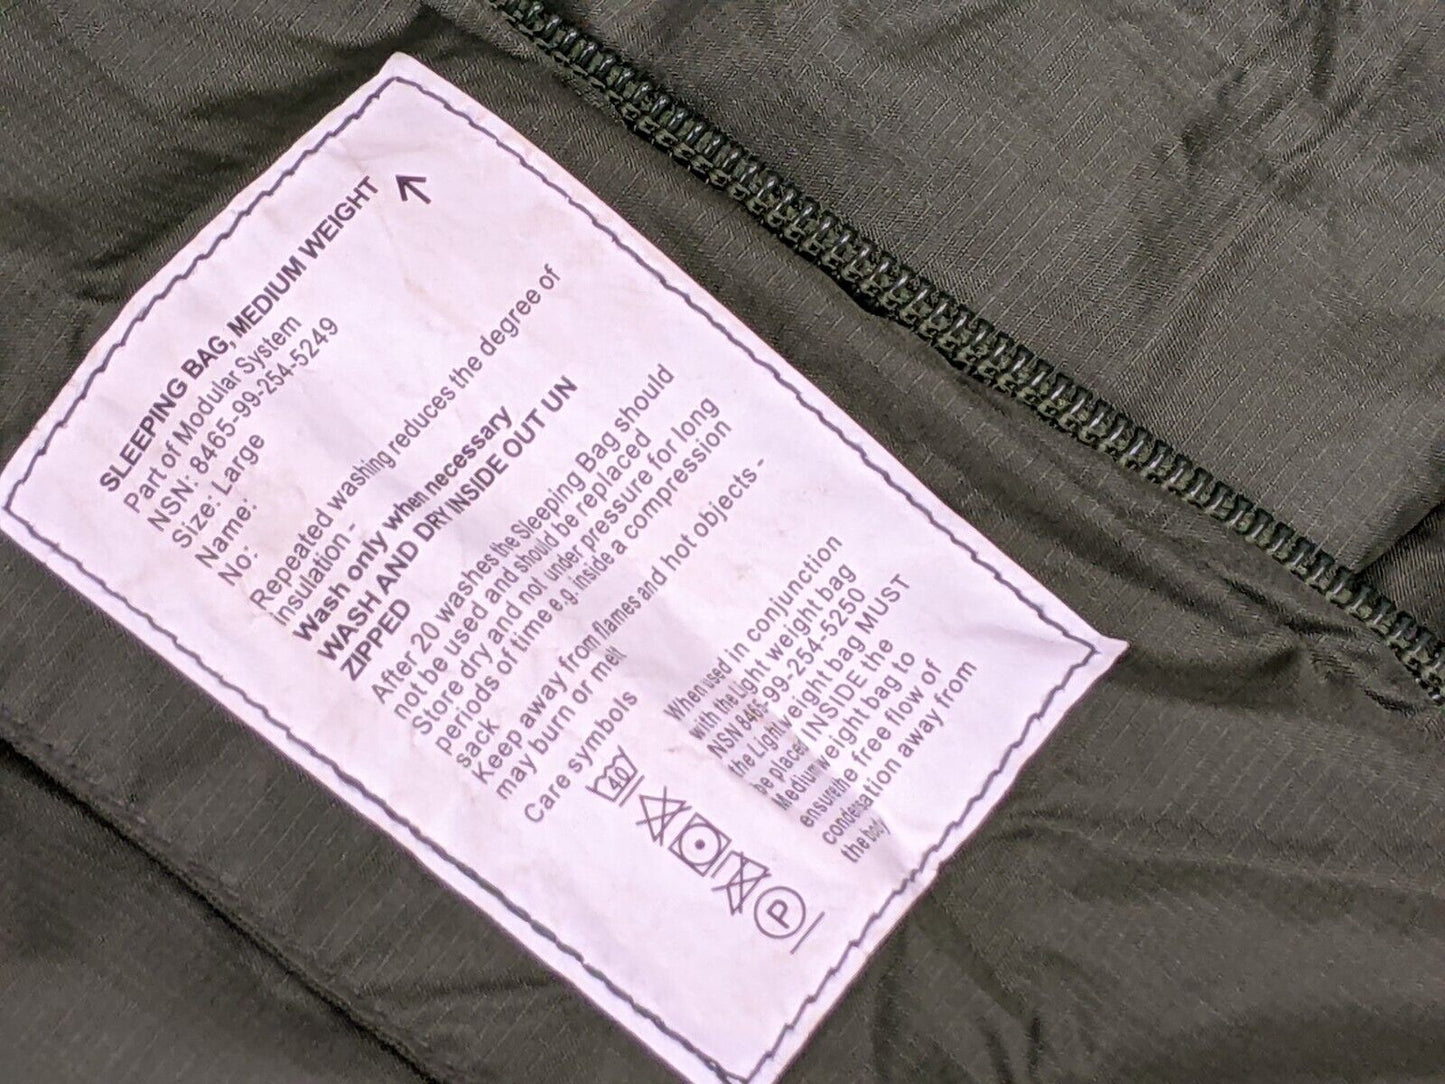 SLEEPING BAG, MEDIUM WEIGHT
Part of Modular System
NSN: 8465-99-254-5249
Size: Large
Name:
No:
Repeated washing reduces the degree of
Insulation -
Wash only when necessary
WASH AND DRY INSIDE OUT UN
ZIPPED
After 20 washes the Sleeping Bag should
not be used and should be replaced
Store dry and not under pressure for long
periods of time e.g. inside a compression
sack
Keep away from flames and hot objects -
may burn or melt
Care symbols
40
P
When used in conjunction
with the Light weight bag
NSN 8465-99-254-5250
the Light weight bag MUST
be placed INSIDE the
Medium weight bag to
ensure the free flow of
condensation away from
the body